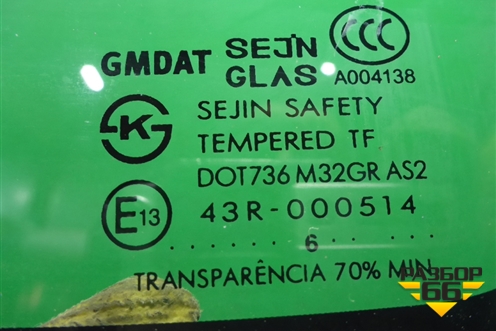 GMDAT SEJN GLAS CCC
A004138
K S SEJIN SAFETY
TEMPERED TF
DOT736 M32GR AS2
E13 43R-000514
. . . . . . 6 . . . . . .
TRANSPARÊNCIA 70% MIN.
РАЗБОР
66